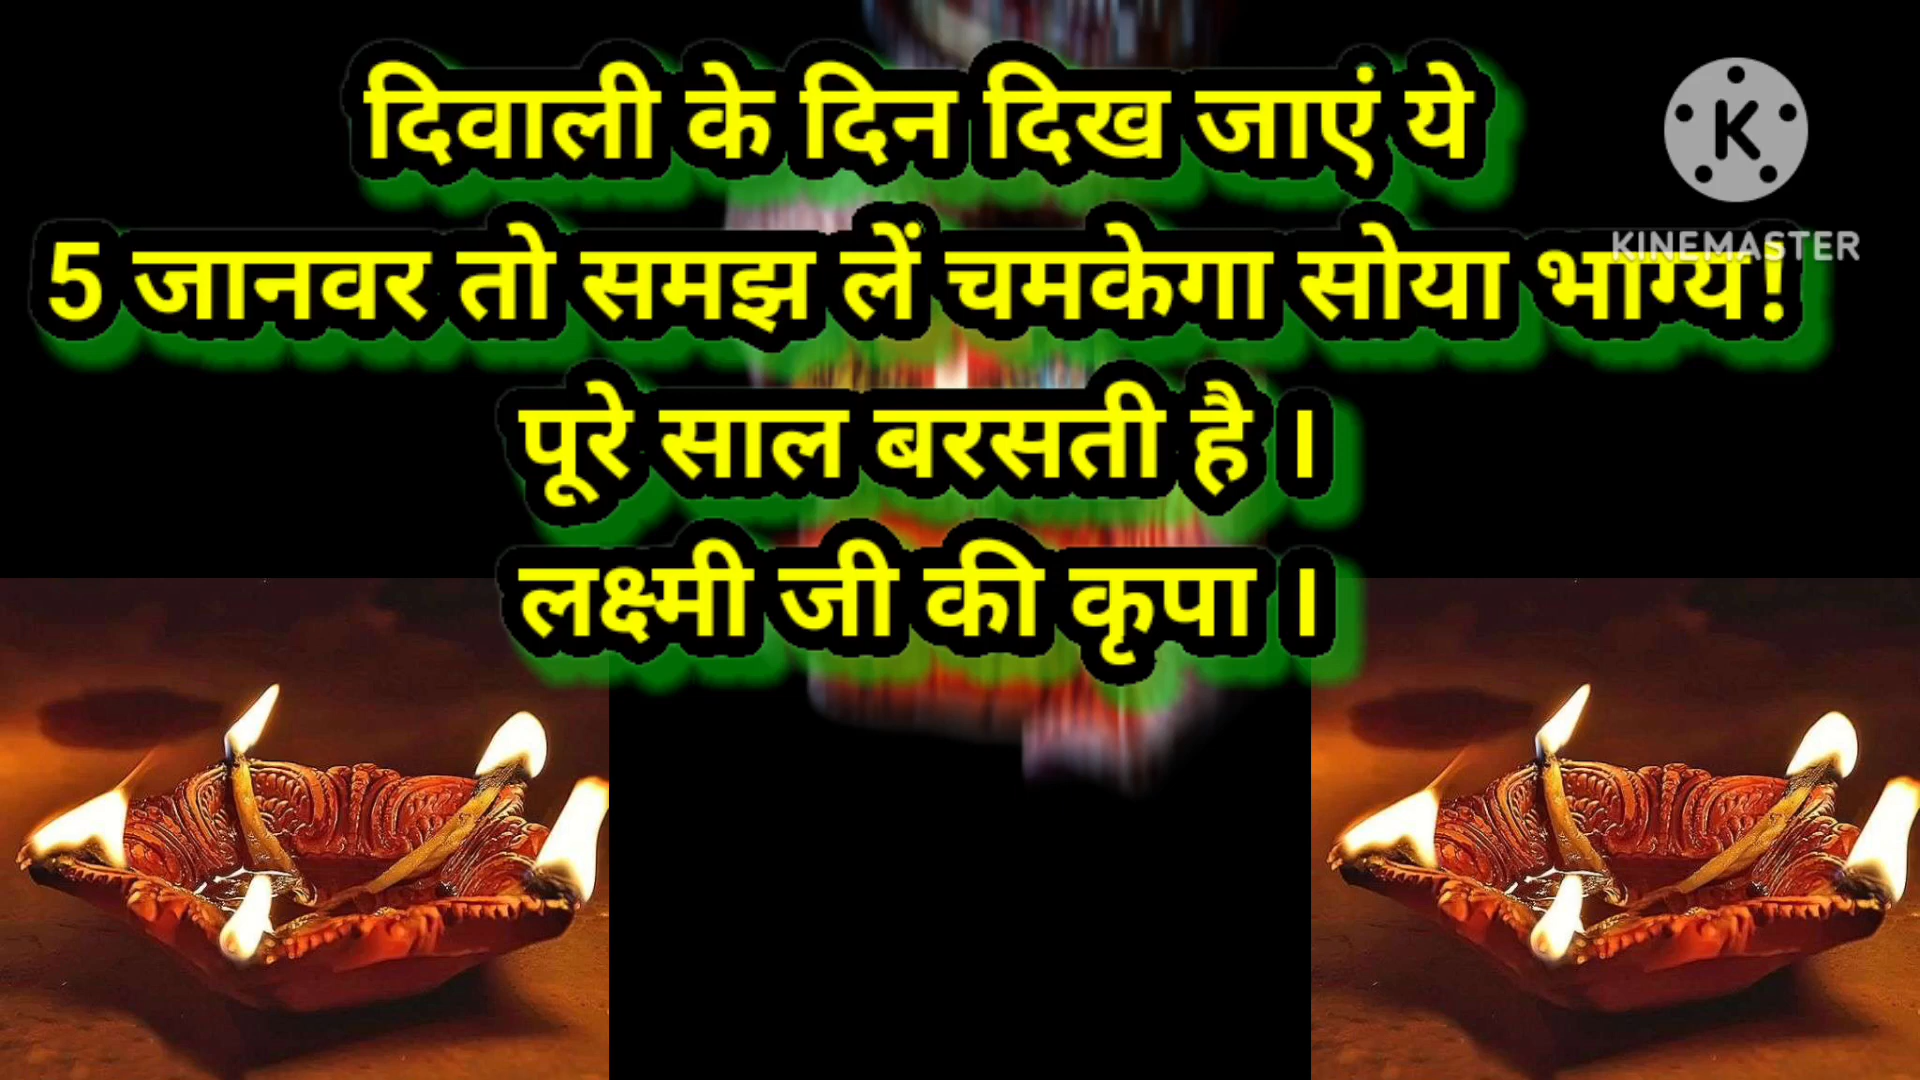 दिवाली के दिन दिख जाएं ये
5 जानवर तो समझ लें चमकेगा सोया भाग्य!
पूरे साल बरसती है ।
लक्ष्मी जी की कृपा ।
K
KINEMASTER